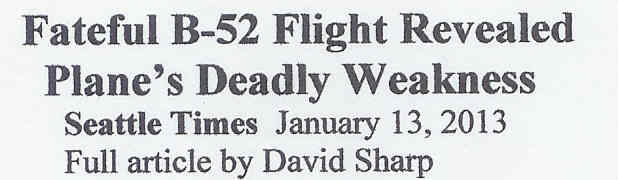 Fateful B-52 Flight Revealed
Plane's Deadly Weakness
Seattle Times January 13, 2013
Full article by David Sharp